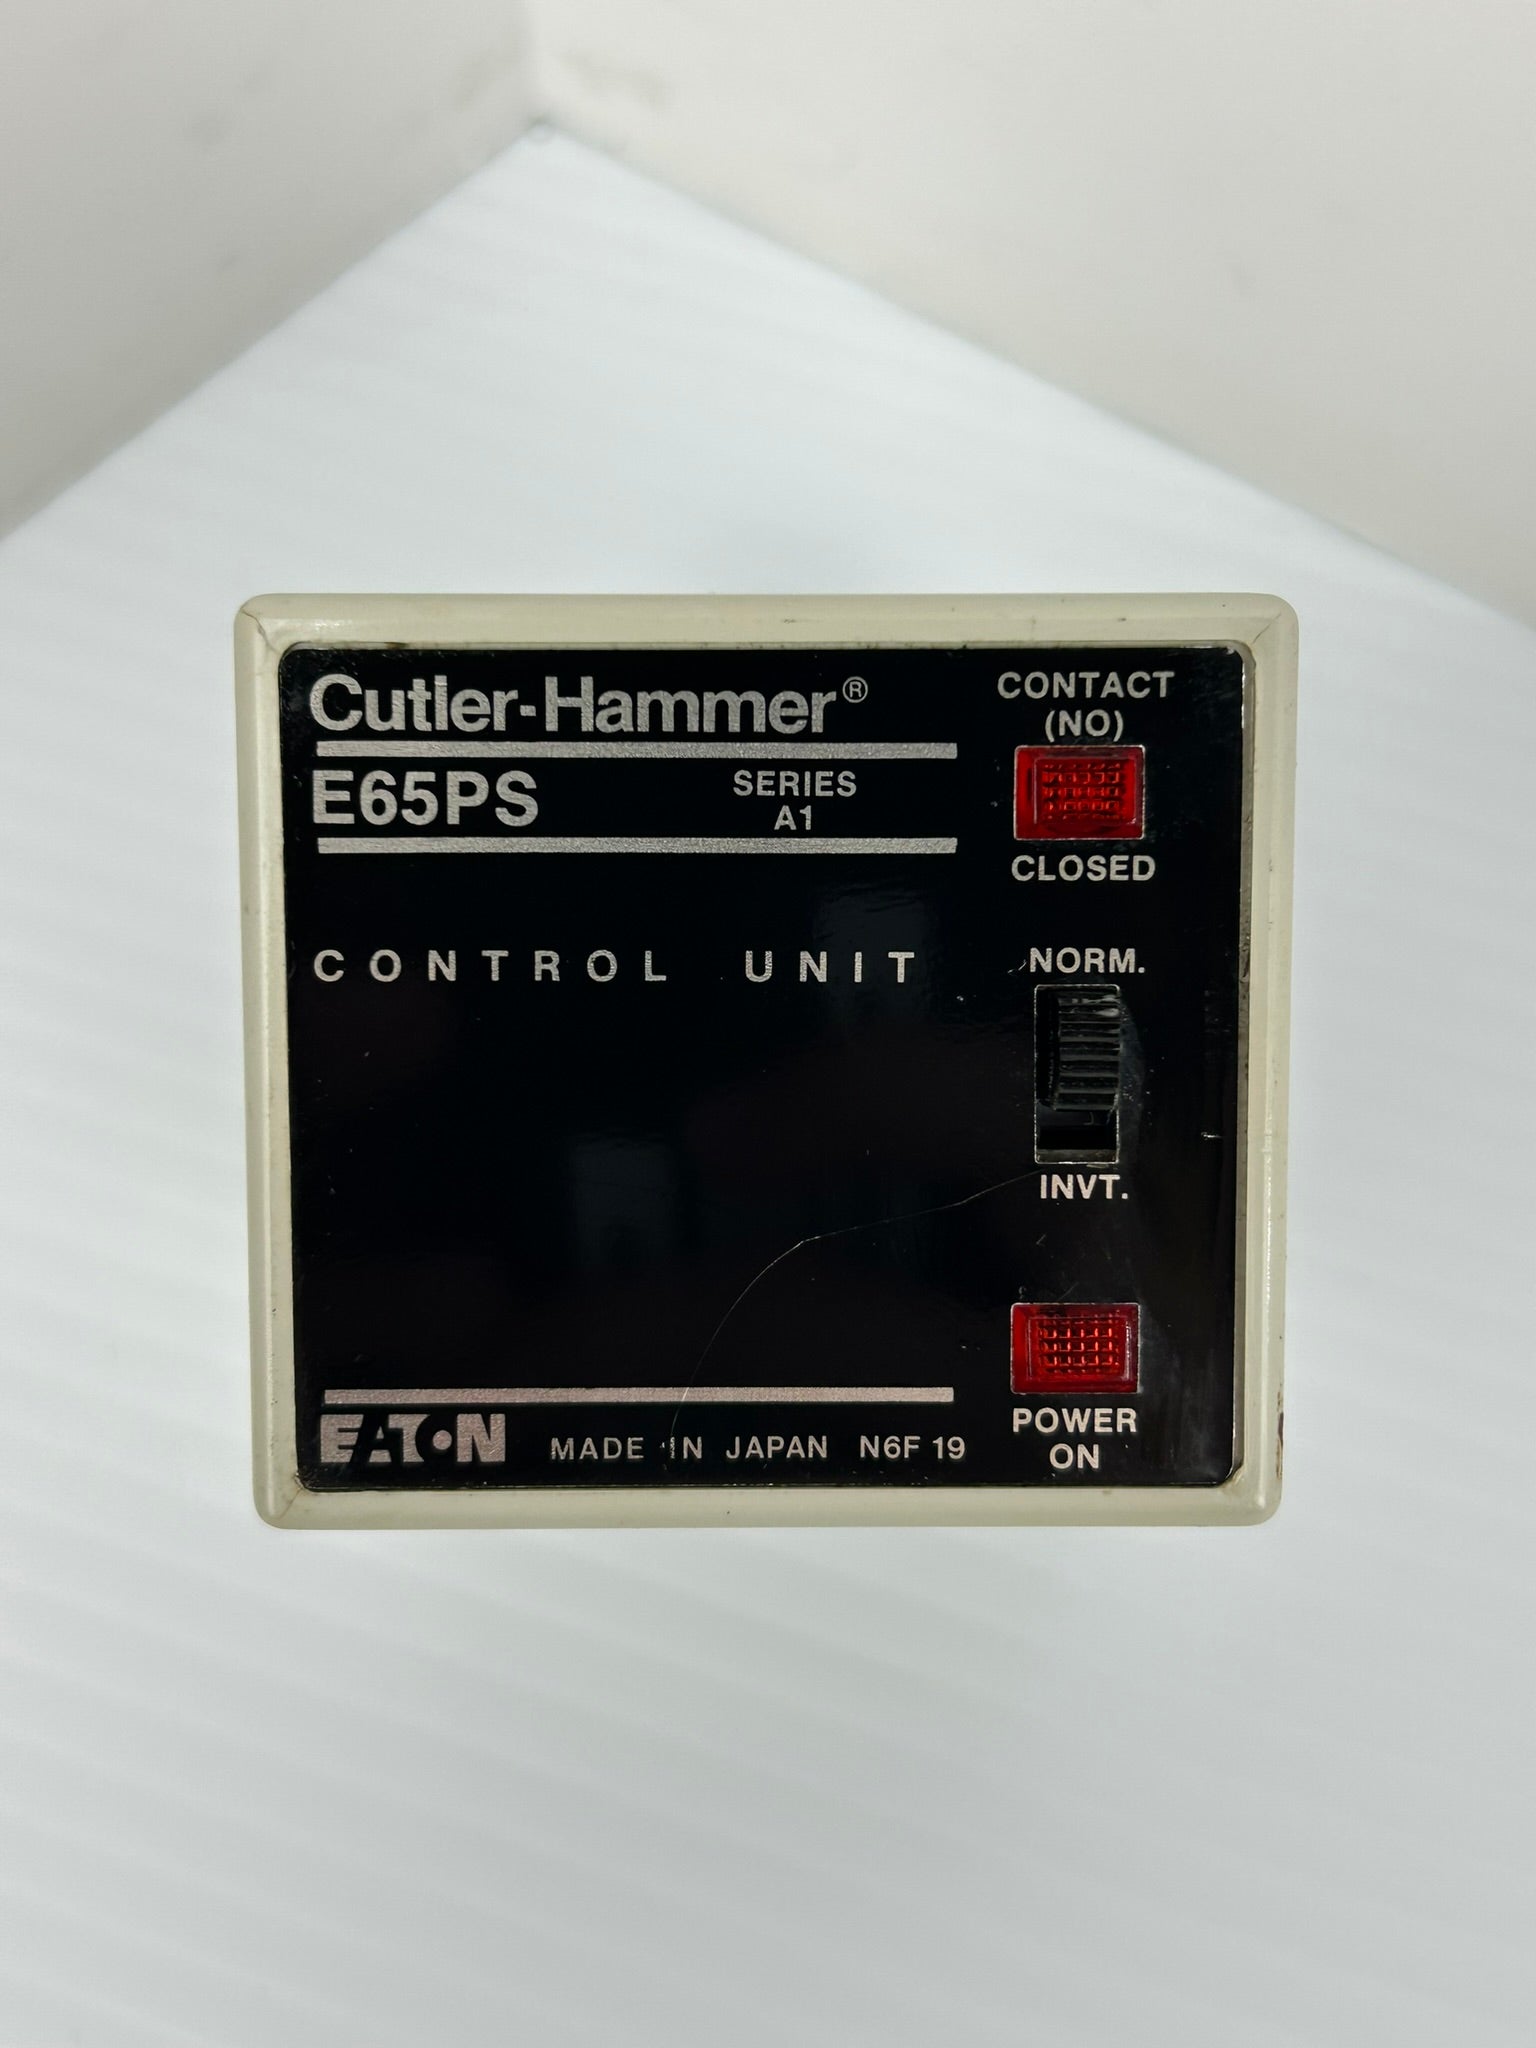 Cutler-Hammer®
E65PS
SERIES
A1
CONTROL UNIT
CONTACT
(NO)
CLOSED
NORM.
INVT.
POWER
ON
EATON MADE IN JAPAN N6F 19